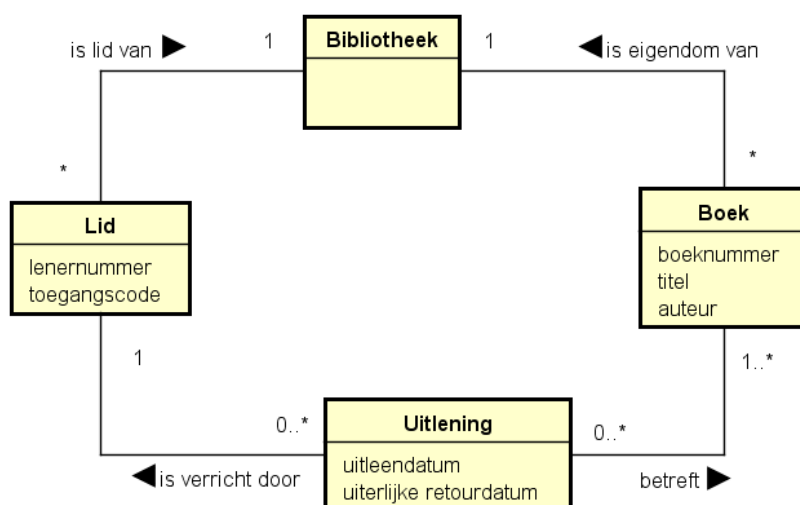 is lid van
1
Bibliotheek
1
is eigendom van
*
*
Lid
lenernummer
toegangscode
Boek
boeknummer
titel
auteur
1
1..*
0..*
Uitlening
uitleendatum
uiterlijke retourdatum
0..*
is verricht door
betreft